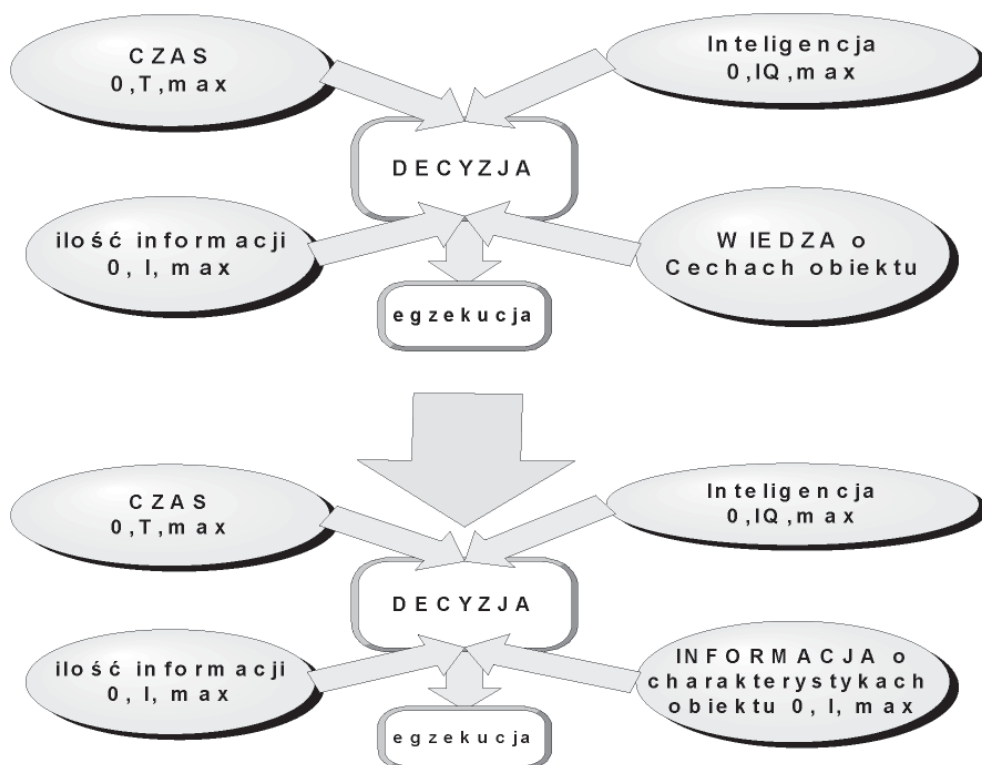 CZAS
0,T,max
Inteligencja
0,IQ,max
DECYZJA
ilość informacji
0, I, max
WIEDZA o
Cechach obiektu
egzekucja
CZAS
0,T,max
Inteligencja
0,IQ,max
DECYZJA
ilość informacji
0, I, max
INFORMACJA o
charakterystykach
obiektu 0, I, max
egzekucja